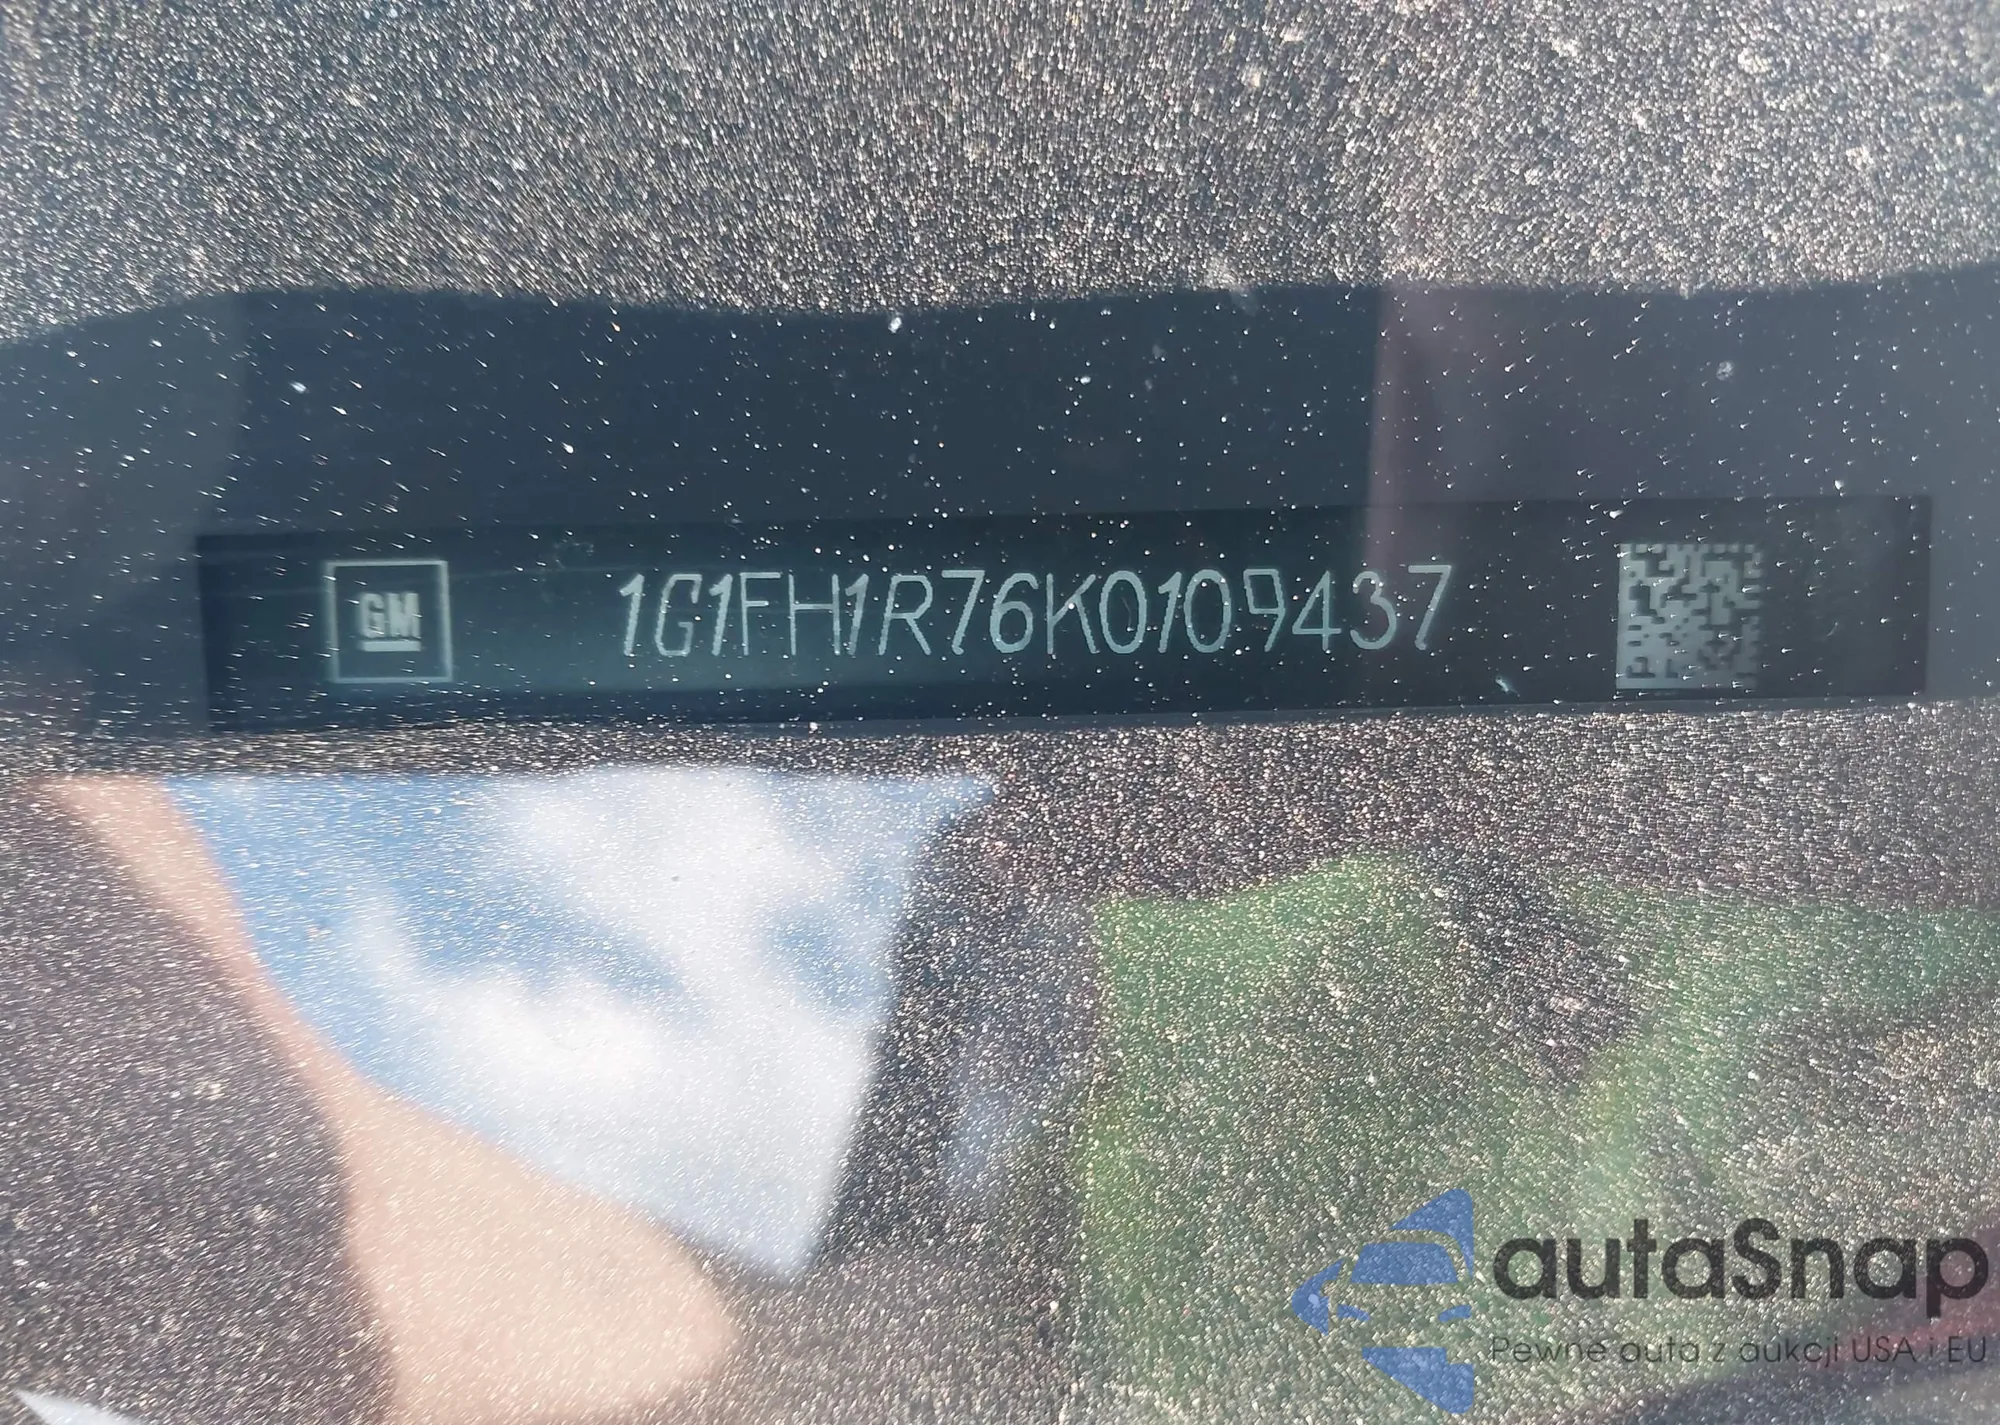 GM 1G1FH1R76K0109437
autaSnap
Pewne auta z aukcji USA i EU